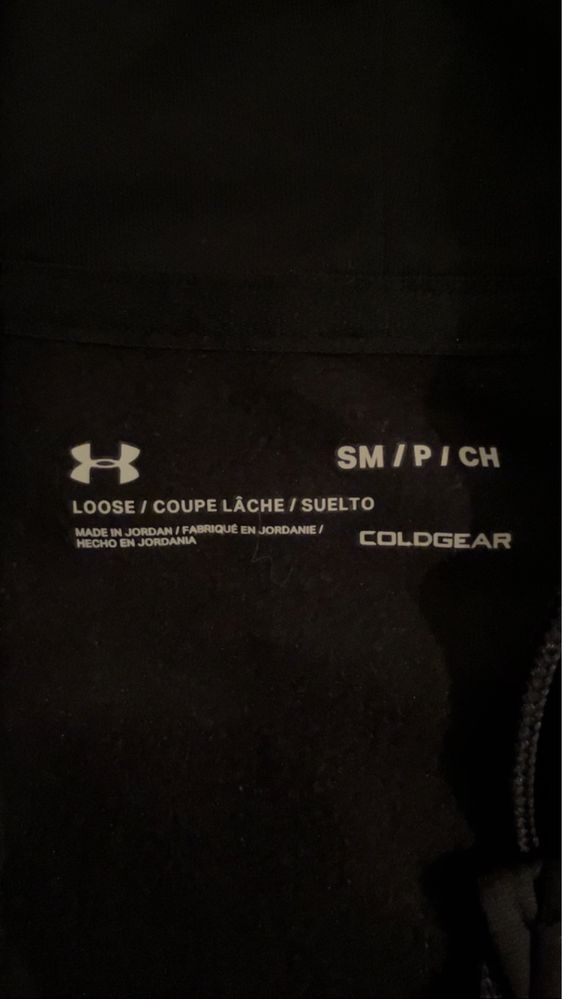 SM / P / CH
LOOSE / COUPE LÂCHE / SUELTO
MADE IN JORDAN / FABRIQUÉ EN JORDANIE /
HECHO EN JORDANIA
COLDGEAR